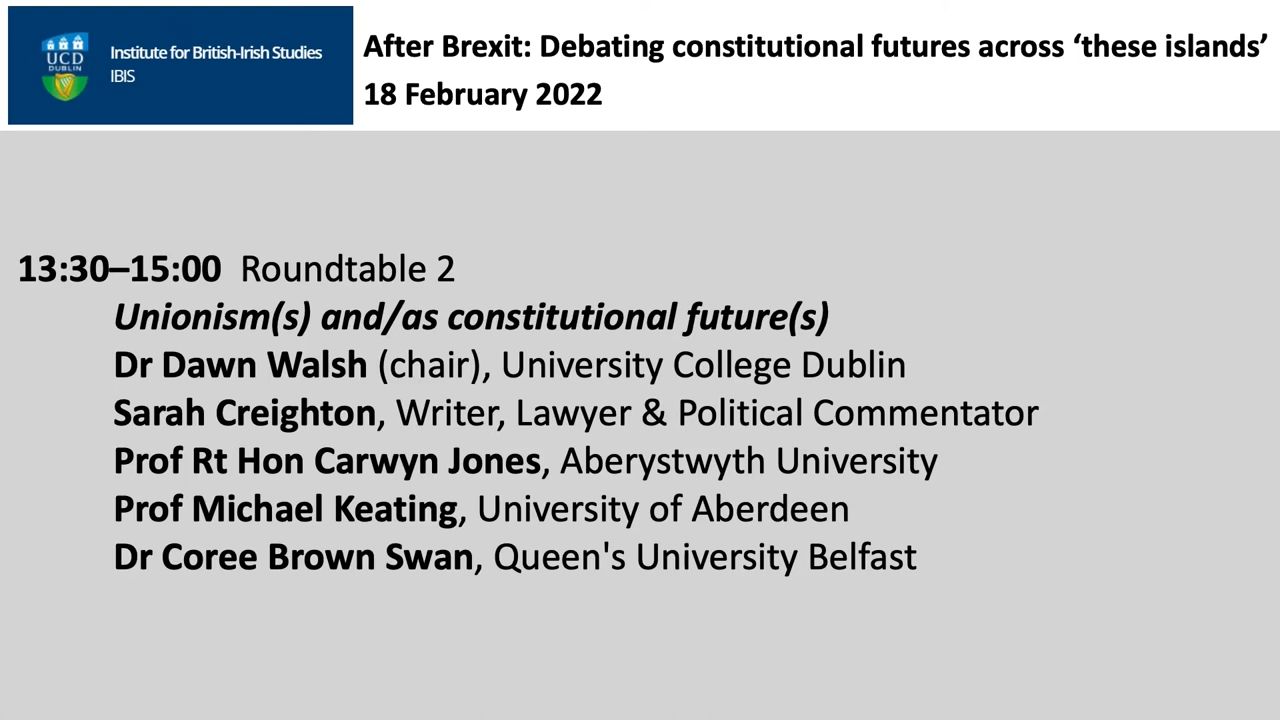 UCD
DUBLIN
Institute for British-Irish Studies
IBIS
After Brexit: Debating constitutional futures across ‘these islands’
18 February 2022
13:30–15:00 Roundtable 2
Unionism(s) and/as constitutional future(s)
Dr Dawn Walsh (chair), University College Dublin
Sarah Creighton, Writer, Lawyer & Political Commentator
Prof Rt Hon Carwyn Jones, Aberystwyth University
Prof Michael Keating, University of Aberdeen
Dr Coree Brown Swan, Queen's University Belfast